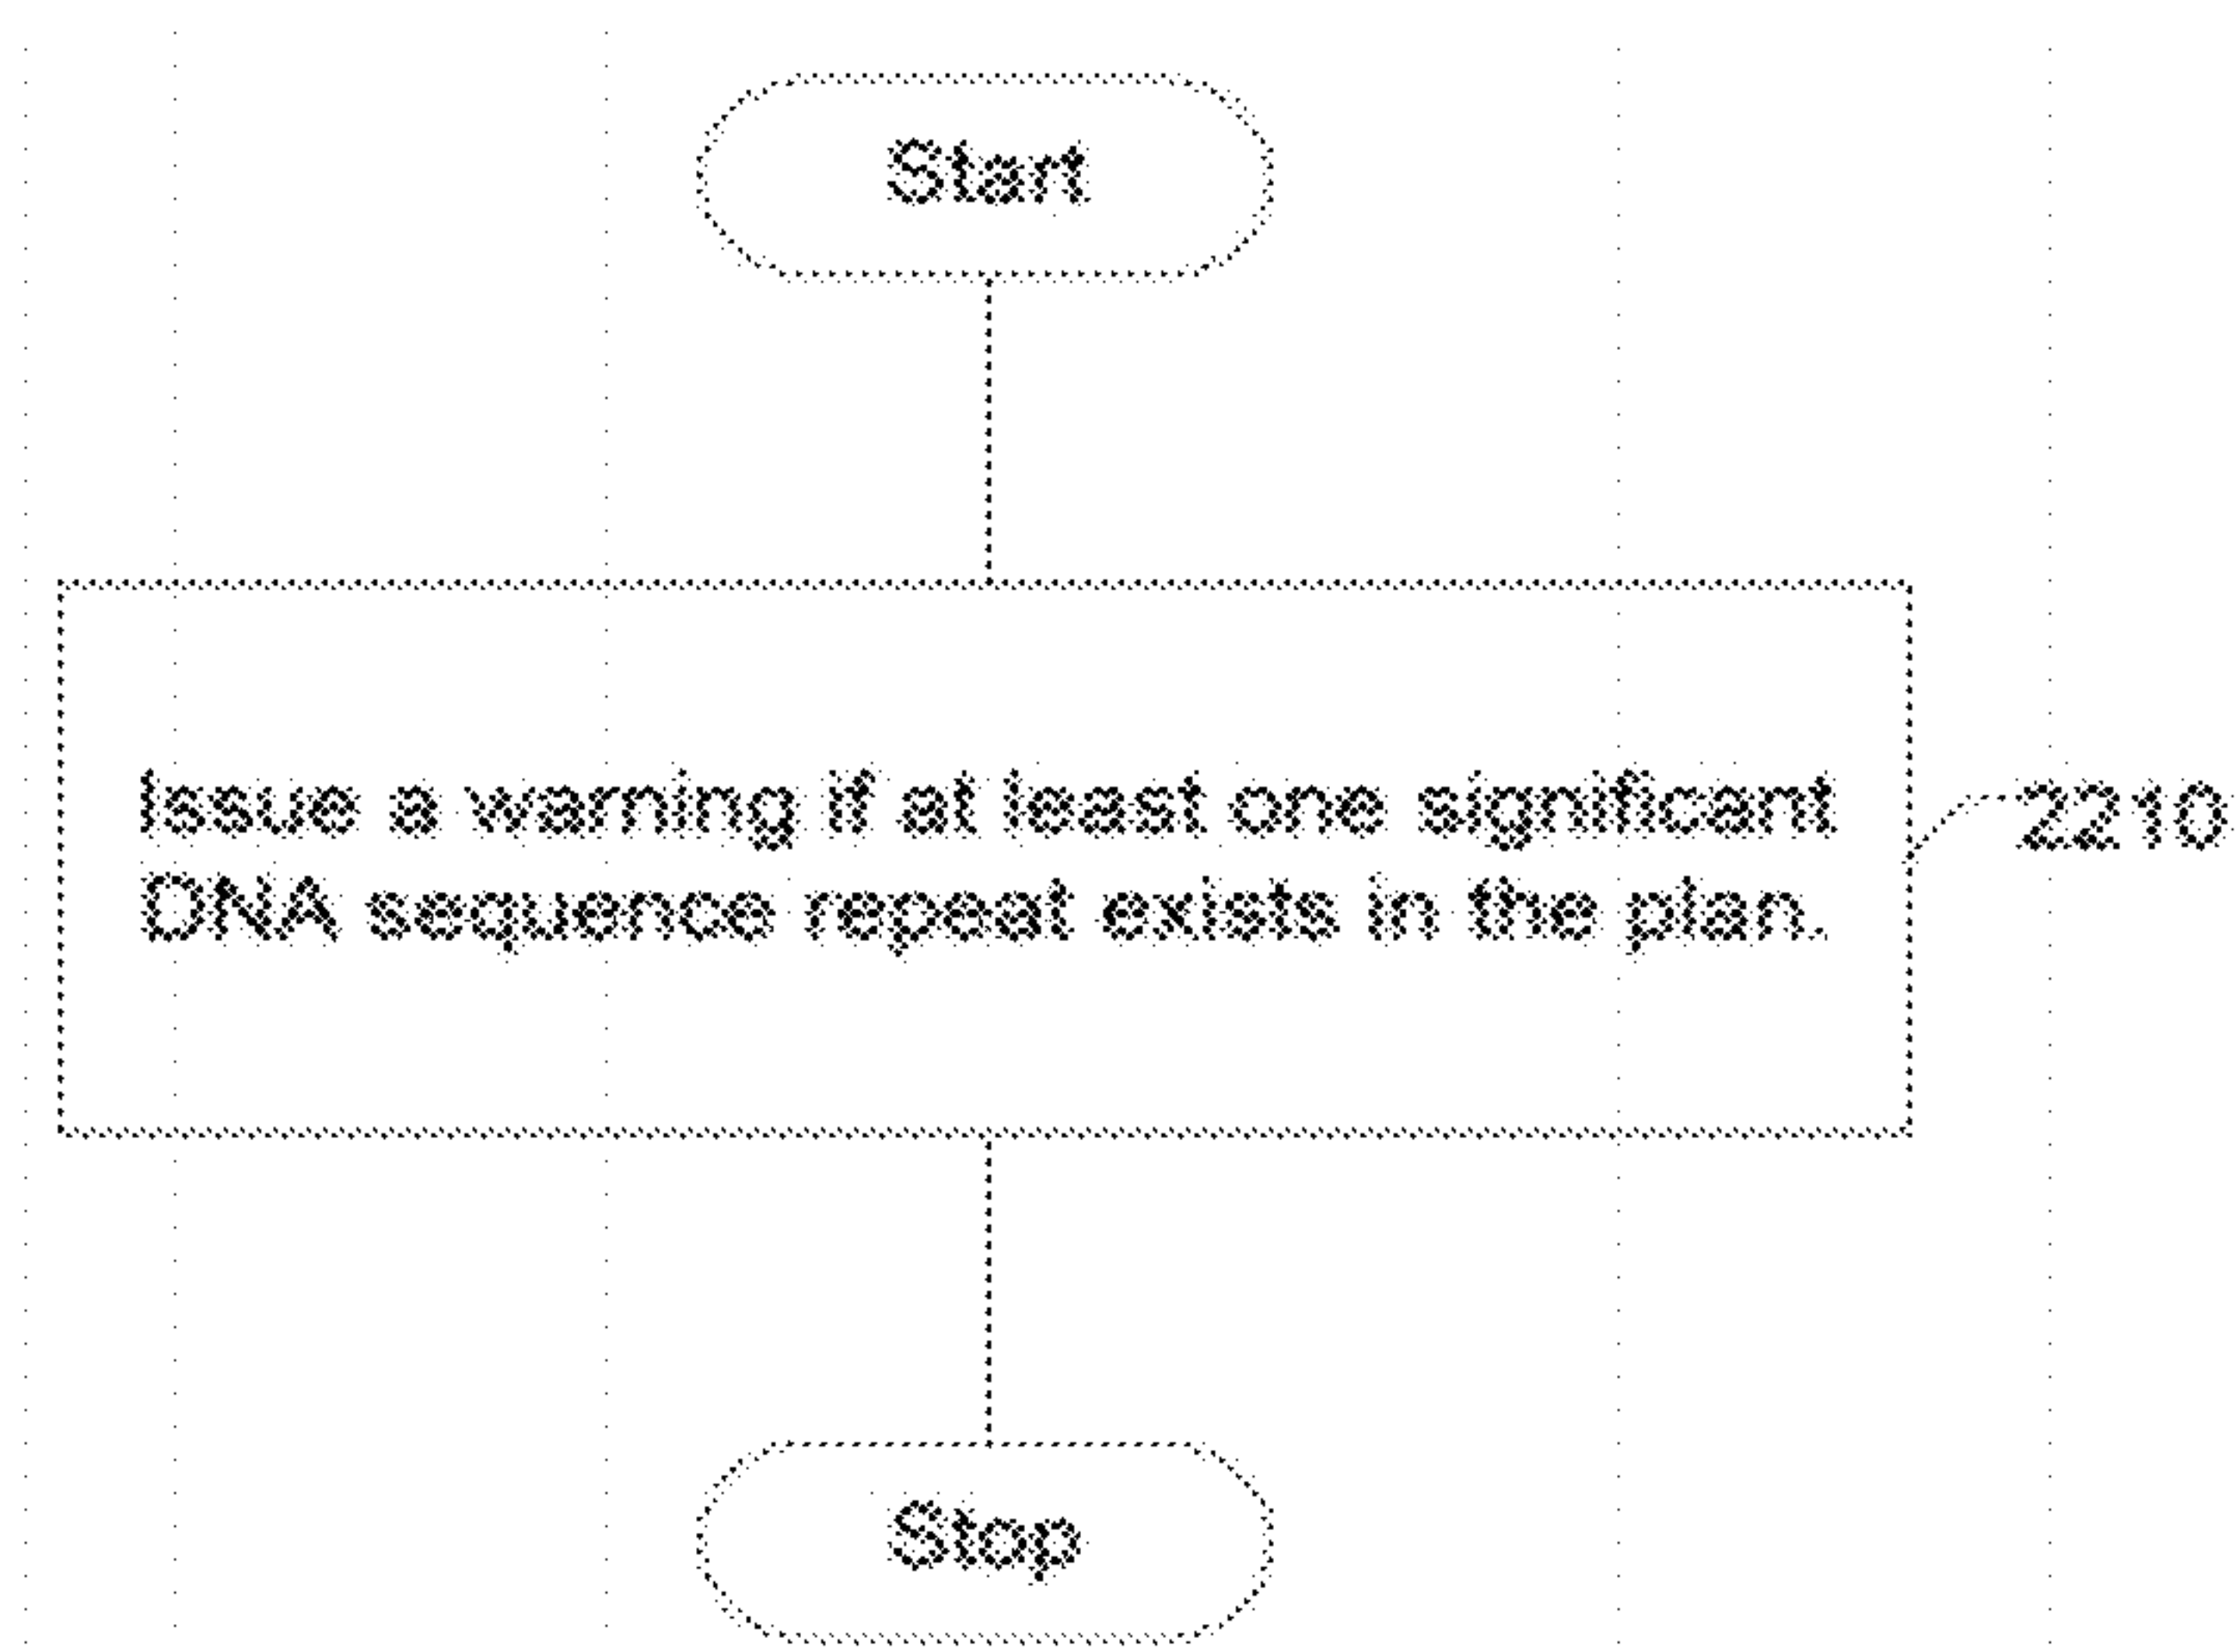 Start
Issue a warning if at least one significant
DNA sequence repeat exists in the plan.
2210
Stop